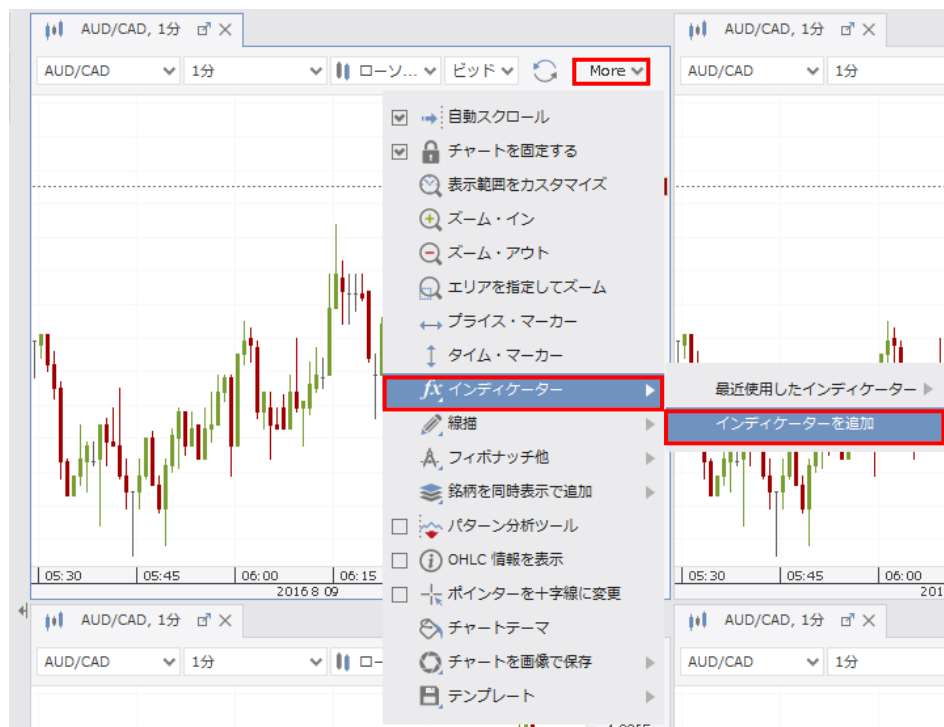 AUD/CAD, 1分
AUD/CAD, 1分
AUD/CAD
1分
ローソ...
ビッド
More
AUD/CAD
1分
自動スクロール
チャートを固定する
表示範囲をカスタマイズ
ズーム・イン
ズーム・アウト
エリアを指定してズーム
プライス・マーカー
タイム・マーカー
fx インディケーター
最近使用したインディケーター
インディケーターを追加
線描
フィボナッチ他
銘柄を同時表示で追加
パターン分析ツール
OHLC 情報を表示
ポインターを十字線に変更
チャートテーマ
チャートを画像で保存
テンプレート
05:30
05:45
06:00
06:15
2016 8 09
05:30
05:45
06:00
201
AUD/CAD, 1分
AUD/CAD, 1分
AUD/CAD
1分
ロー
AUD/CAD
1分